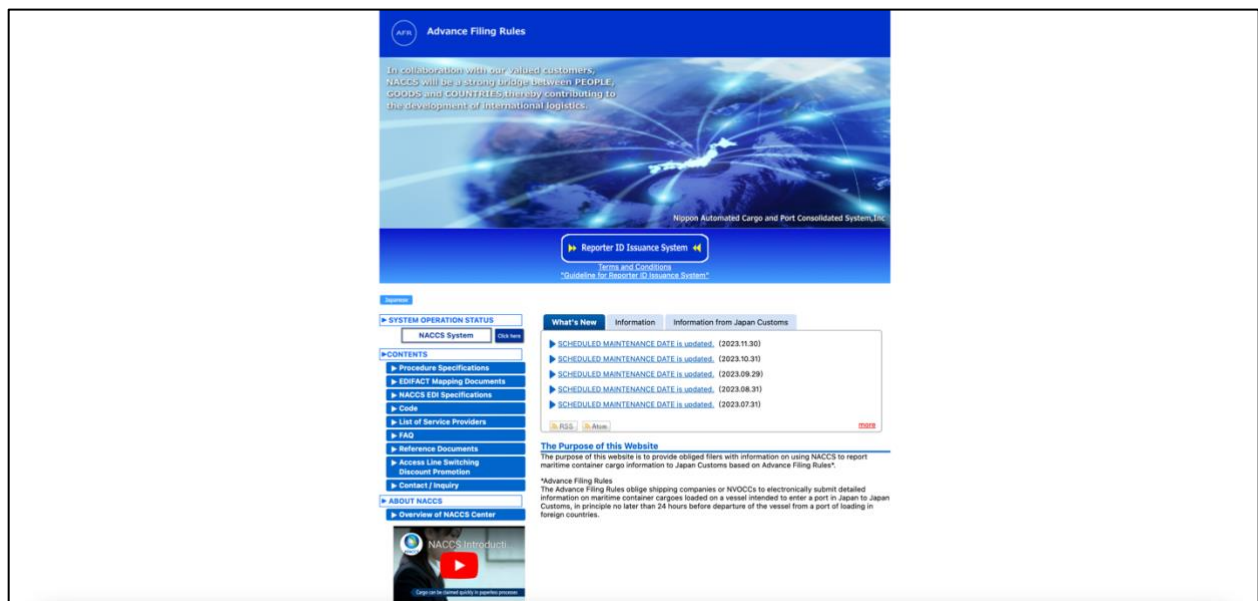 AFR
Advance Filing Rules
In collaboration with our valued customers,
NACCS will be a strong bridge between PEOPLE,
GOODS and COUNTRIES,thereby contributing to
the development of international logistics.
Nippon Automated Cargo and Port Consolidated System,Inc
Reporter ID Issuance System
Terms and Conditions
"Guideline for Reporter ID Issuance System"
Japanese
SYSTEM OPERATION STATUS
NACCS System
Click here
CONTENTS
Procedure Specifications
EDIFACT Mapping Documents
NACCS EDI Specifications
Code
List of Service Providers
FAQ
Reference Documents
Access Line Switching
Discount Promotion
Contact / Inquiry
ABOUT NACCS
Overview of NACCS Center
NACCS Introducti
Cargo can be claimed quickly in paperless processes
What's New Information Information from Japan Customs
SCHEDULED MAINTENANCE DATE is updated. (2023.11.30)
SCHEDULED MAINTENANCE DATE is updated. (2023.10.31)
SCHEDULED MAINTENANCE DATE is updated. (2023.09.29)
SCHEDULED MAINTENANCE DATE is updated. (2023.08.31)
SCHEDULED MAINTENANCE DATE is updated. (2023.07.31)
RSS Atom more
The Purpose of this Website
The purpose of this website is to provide obliged filers with information on using NACCS to report
maritime container cargo information to Japan Customs based on Advance Filing Rules*.
*Advance Filing Rules
The Advance Filing Rules oblige shipping companies or NVOCCs to electronically submit detailed
information on maritime container cargoes loaded on a vessel intended to enter a port in Japan to Japan
Customs, in principle no later than 24 hours before departure of the vessel from a port of loading in
foreign countries.